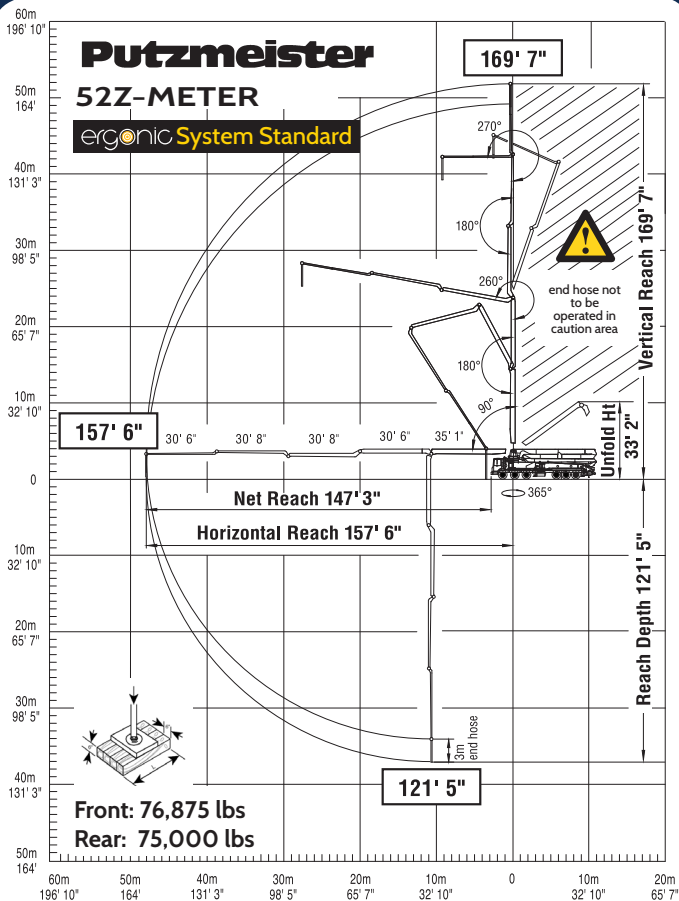 60m
196' 10"
Putzmeister
169' 7"
52Z-METER
50m
164'
ergonic System Standard
270°
40m
131' 3"
180°
Vertical Reach 169' 7"
30m
98' 5"
260°
end hose not
to be
operated in
caution area
20m
65' 7"
180°
90°
10m
32' 10"
Unfold Ht
33' 2"
157' 6"
30' 6" 30' 8" 30' 8" 30' 6" 35' 1"
0
365°
Net Reach 147' 3"
Horizontal Reach 157' 6"
10m
32' 10"
Reach Depth 121' 5"
20m
65' 7"
30m
98' 5"
3m
end hose
40m
131' 3"
121' 5"
Front: 76,875 lbs
Rear: 75,000 lbs
50m
164'
60m 50m 40m 30m 20m 10m 0 10m 20m
196' 10" 164' 131' 3" 98' 5" 65' 7" 32' 10" 32' 10" 65' 7"